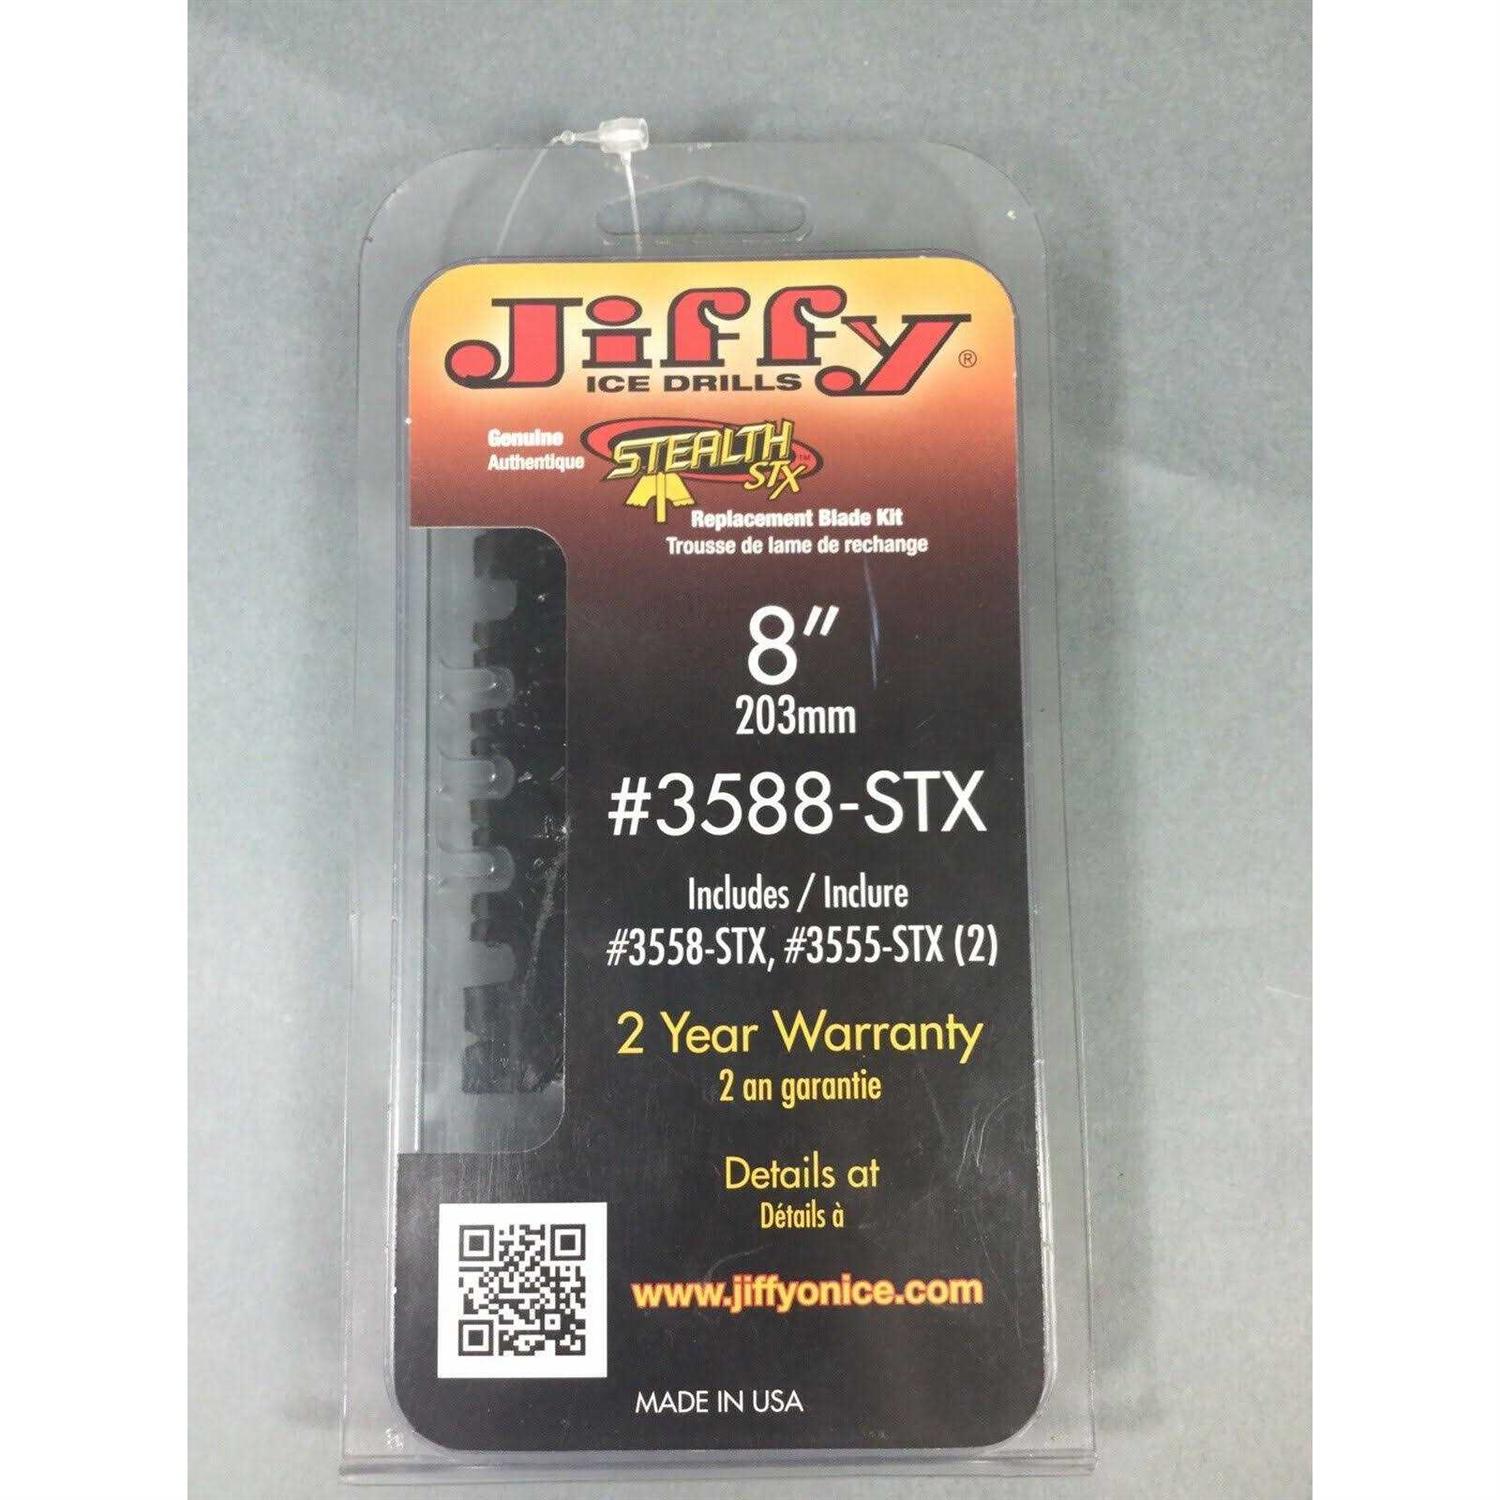 Jiffy®
ICE DRILLS
Genuine
Authentique
STEALTH
STX™
Replacement Blade Kit
Trousse de lame de rechange
8"
203mm
#3588-STX
Includes / Inclure
#3558-STX, #3555-STX (2)
2 Year Warranty
2 an garantie
Details at
Détails à
www.jiffyonice.com
MADE IN USA